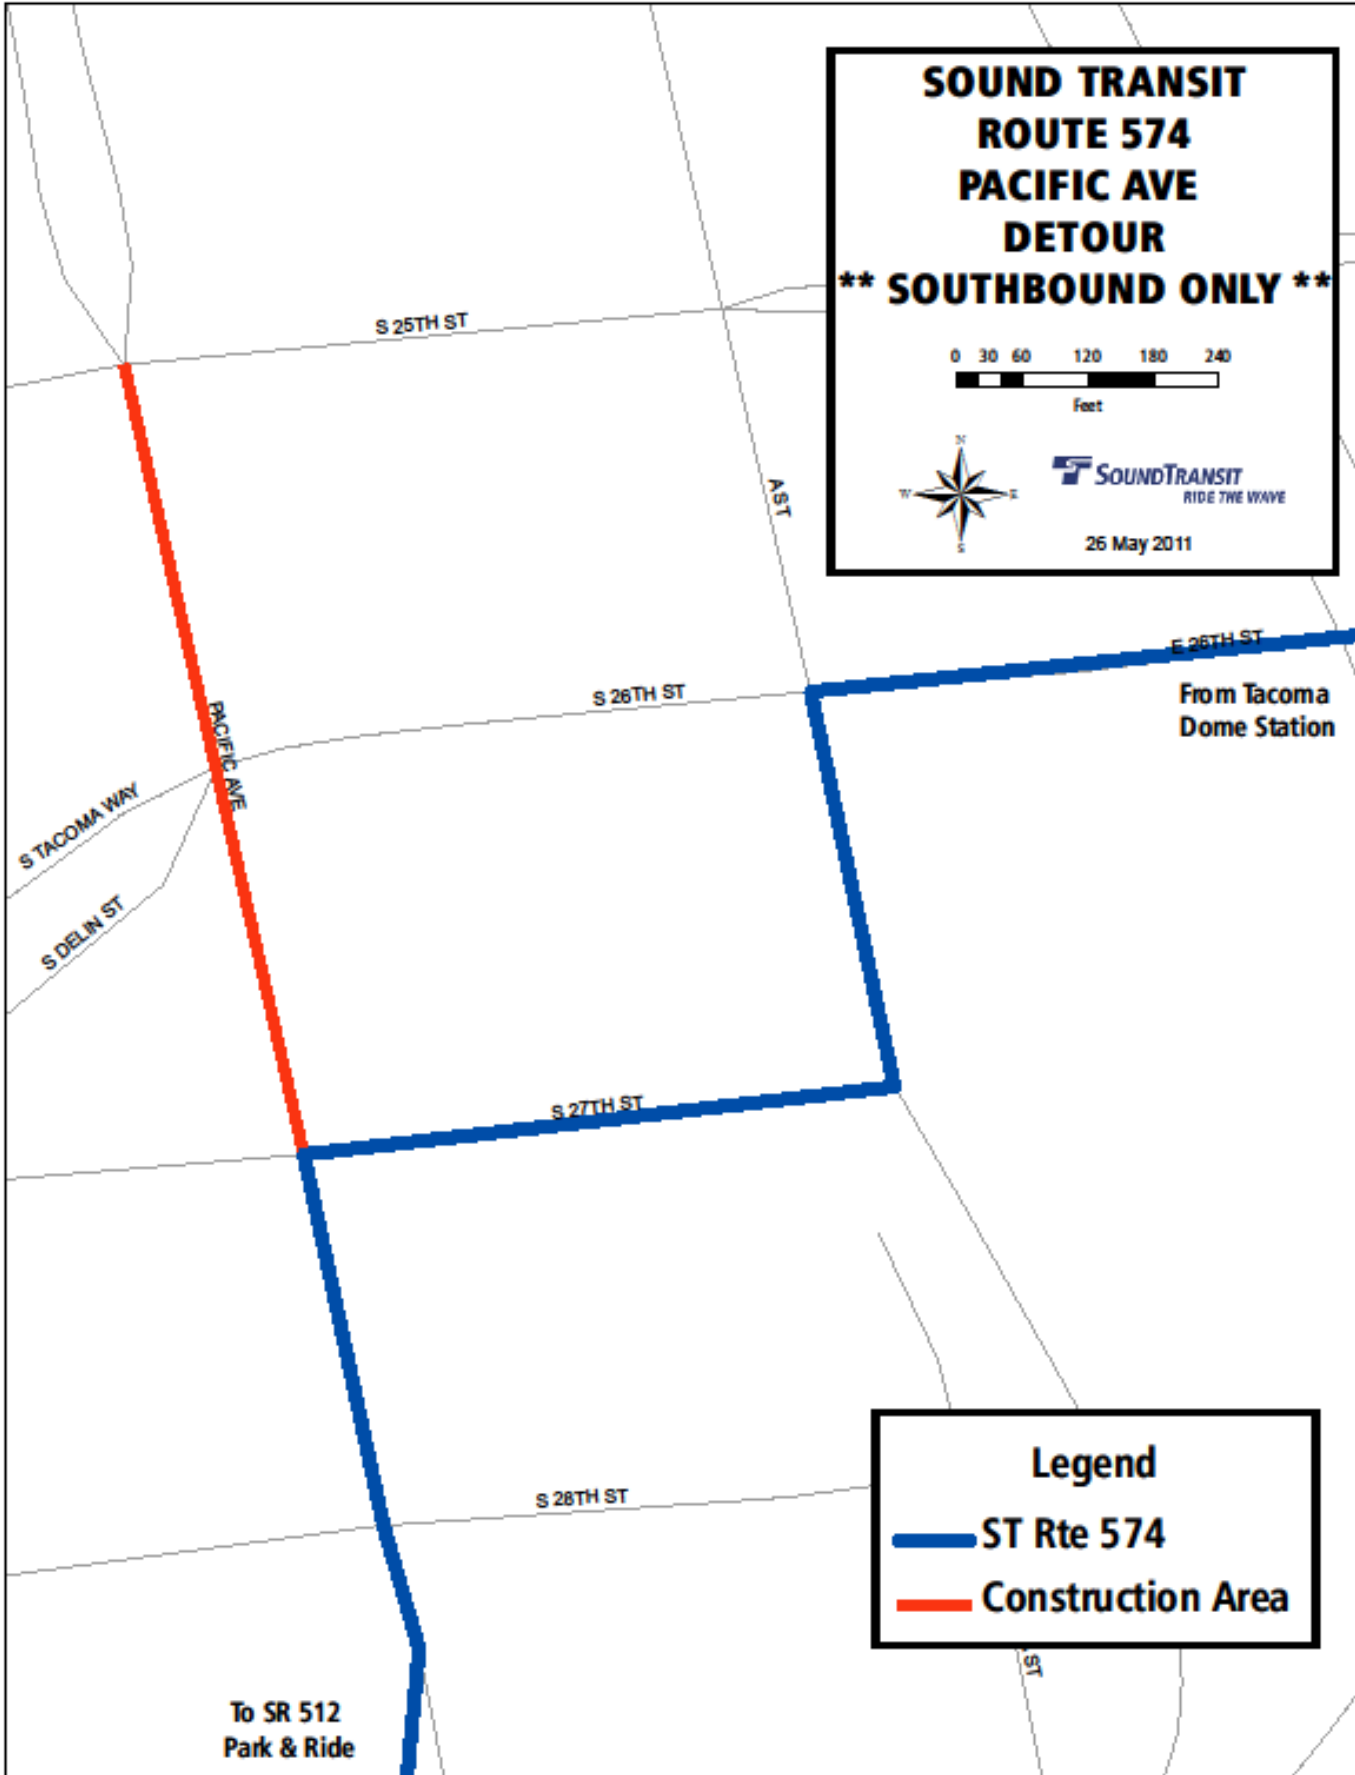 SOUND TRANSIT
ROUTE 574
PACIFIC AVE
DETOUR
** SOUTHBOUND ONLY **
0 30 60 120 180 240
Feet
N
W E
S
SOUNDTRANSIT
RIDE THE WAVE
26 May 2011
S 25TH ST
A ST
E 26TH ST
From Tacoma
Dome Station
S 26TH ST
PACIFIC AVE
S TACOMA WAY
S DELIN ST
S 27TH ST
S 28TH ST
Legend
ST Rte 574
Construction Area
ST
To SR 512
Park & Ride